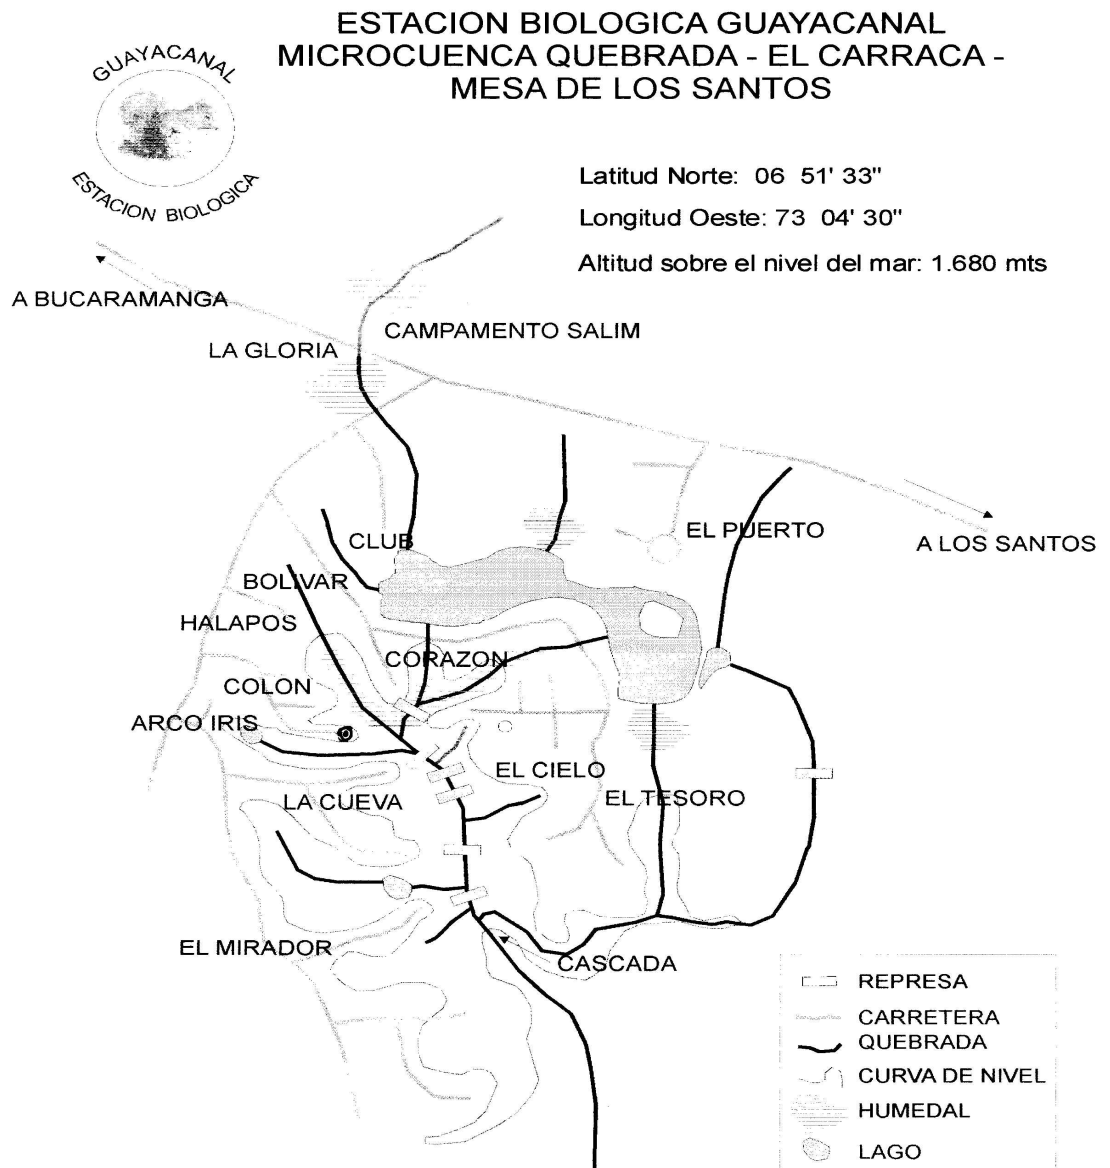 ESTACION BIOLOGICA GUAYACANAL
MICROCUENCA QUEBRADA - EL CARRACA -
MESA DE LOS SANTOS
GUAYACANAL
ESTACION BIOLOGICA
Latitud Norte: 06 51' 33"
Longitud Oeste: 73 04' 30"
Altitud sobre el nivel del mar: 1.680 mts
A BUCARAMANGA
CAMPAMENTO SALIM
LA GLORIA
EL PUERTO
A LOS SANTOS
CLUB
BOLIVAR
HALAPOS
CORAZON
COLON
ARCO IRIS
EL CIELO
LA CUEVA
EL TESORO
EL MIRADOR
CASCADA
REPRESA
CARRETERA
QUEBRADA
CURVA DE NIVEL
HUMEDAL
LAGO